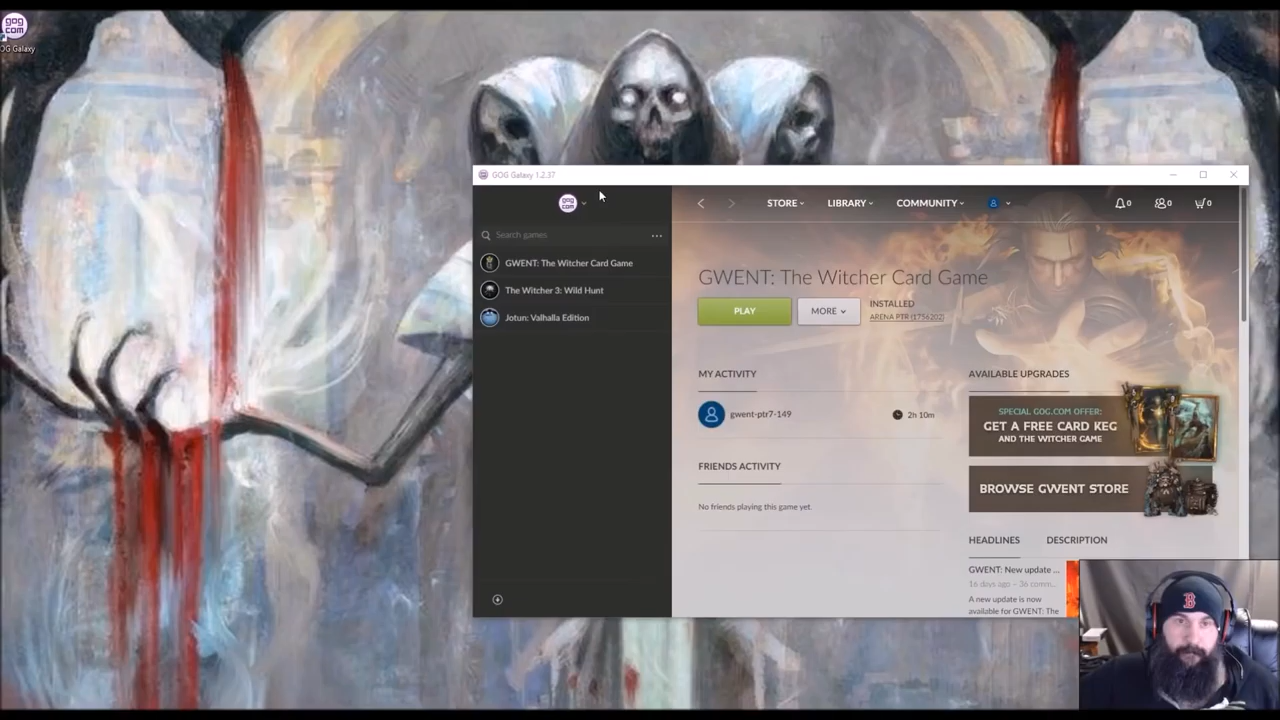 gog
com
OG Galaxy
GOG Galaxy 1.2.37
gog
com
STORE
LIBRARY
COMMUNITY
0
0
0
Search games
...
GWENT: The Witcher Card Game
The Witcher 3: Wild Hunt
Jotun: Valhalla Edition
GWENT: The Witcher Card Game
PLAY
MORE
INSTALLED
ARENA PTR (1756202)
MY ACTIVITY
gwent-ptr7-149
2h 10m
FRIENDS ACTIVITY
No friends playing this game yet.
AVAILABLE UPGRADES
SPECIAL GOG.COM OFFER:
GET A FREE CARD KEG
AND THE WITCHER GAME
BROWSE GWENT STORE
HEADLINES
DESCRIPTION
GWENT: New update ...
16 days ago – 36 comm...
A new update is now
available for GWENT: The
B